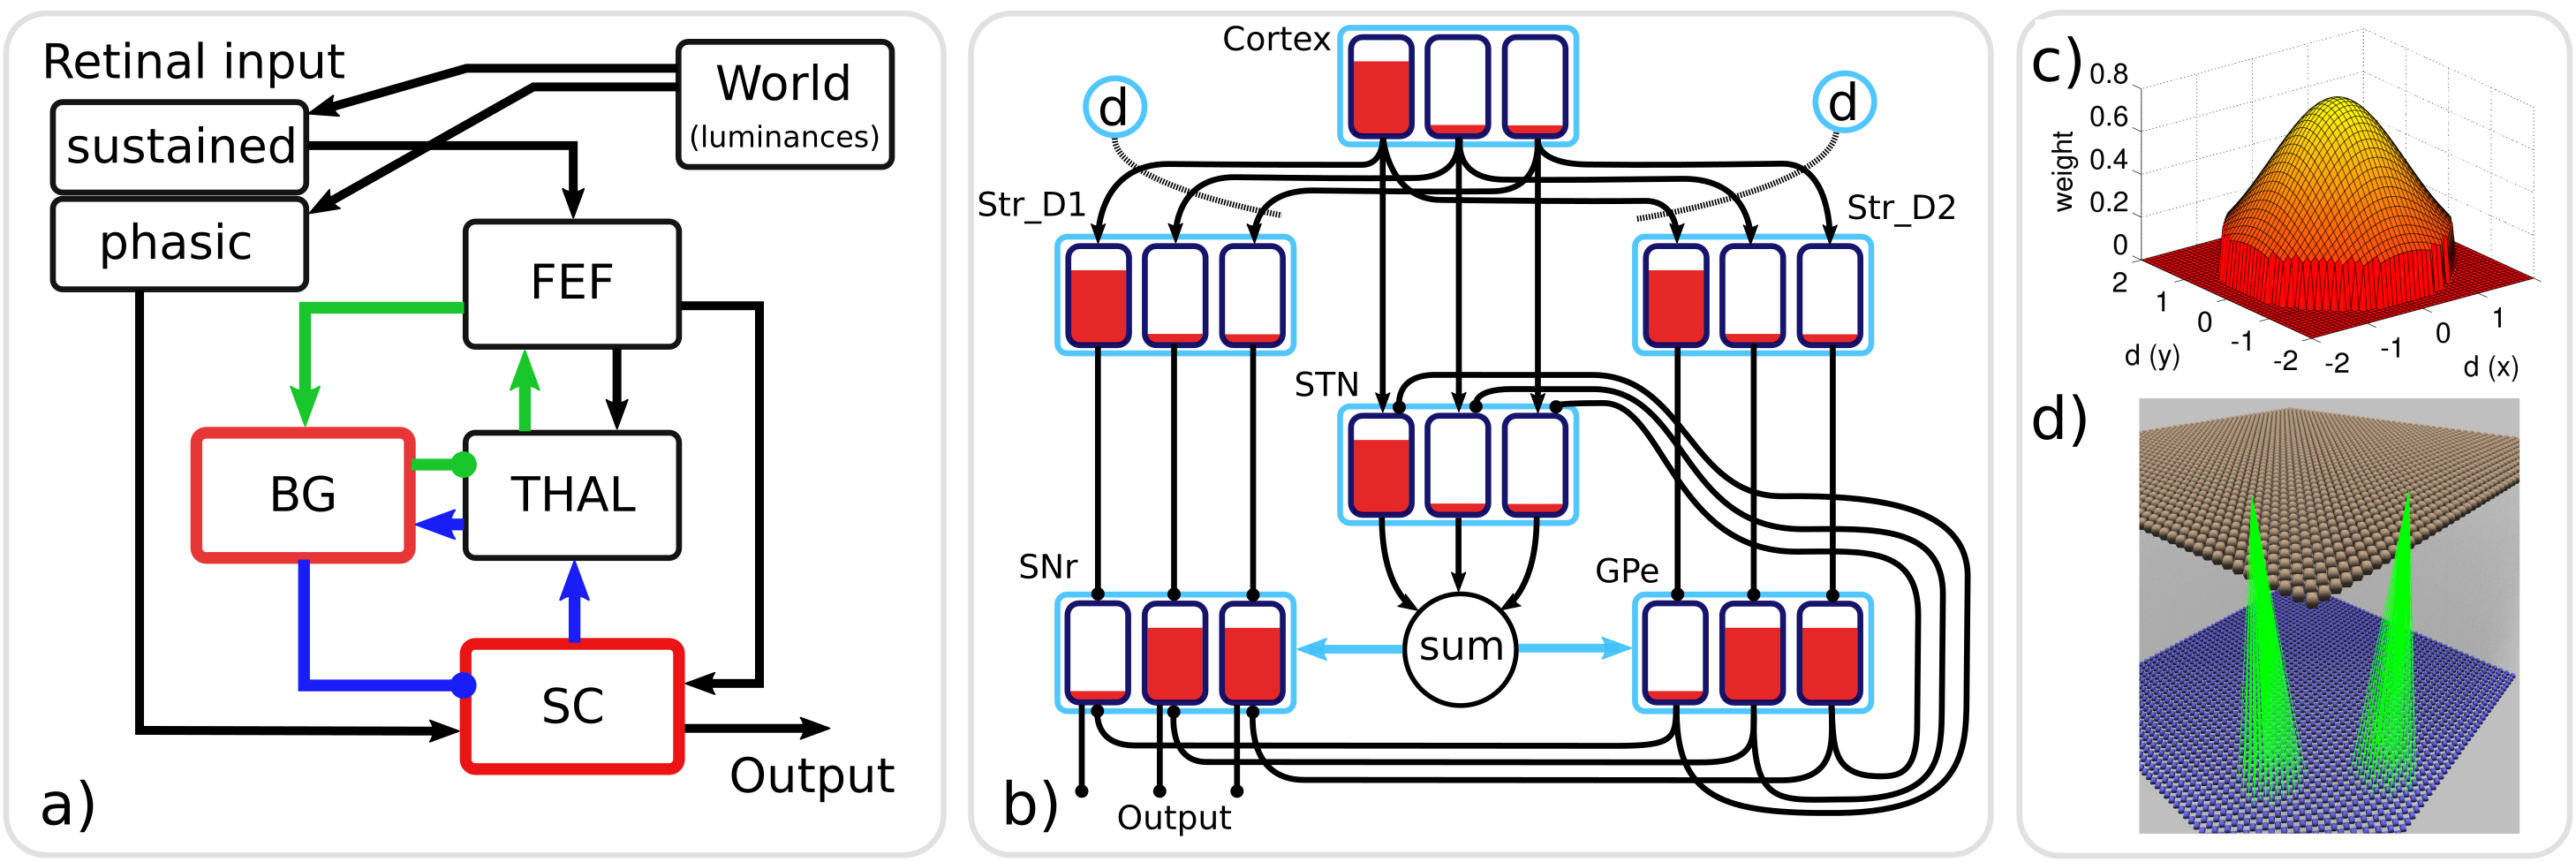 Retinal input
World
(luminances)
sustained
phasic
FEF
BG
THAL
SC
Output
a)
Cortex
d
d
Str_D1
Str_D2
STN
SNr
GPe
sum
Output
b)
c)
0.8
0.6
0.4
0.2
0
weight
2
1
0
-1
-2
d (y)
-2
-1
0
1
d (x)
d)